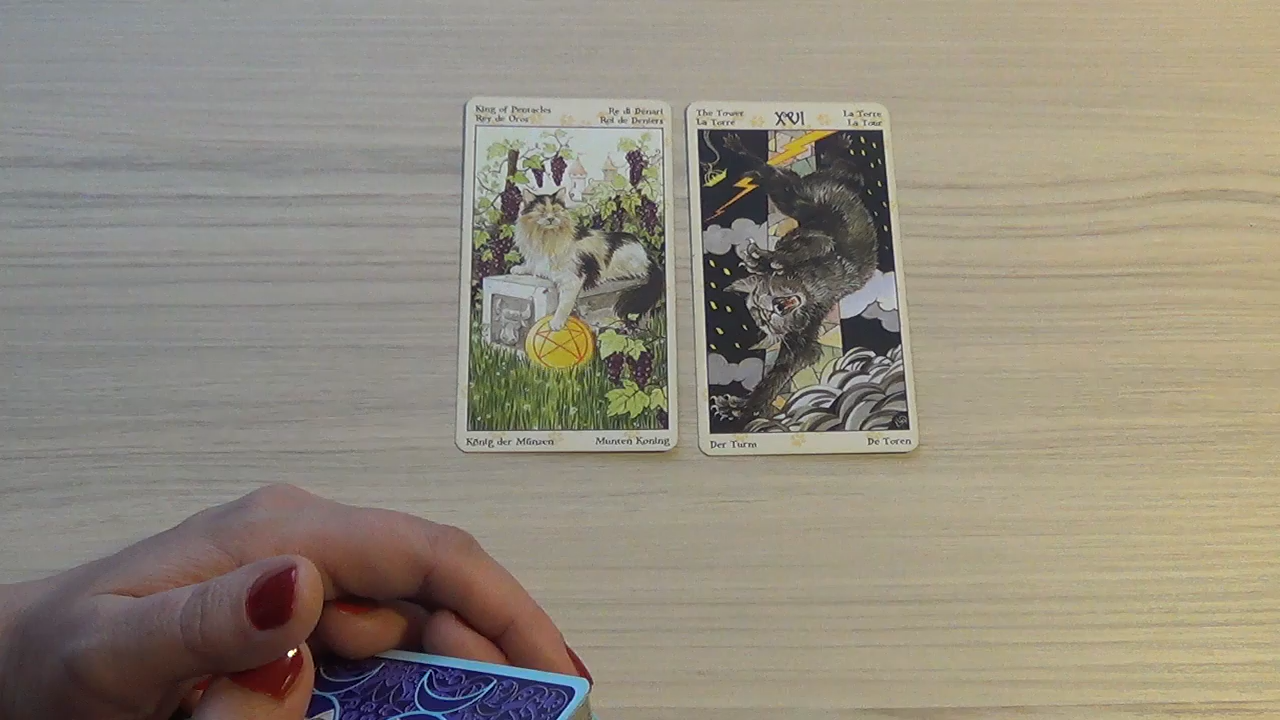 King of Pentacles
Rey de Oros
Re di Denari
Roi de Deniers
König der Münzen
Munten Koning
The Tower
La Torre
XVI
La Torre
La Tour
Der Turm
De Toren